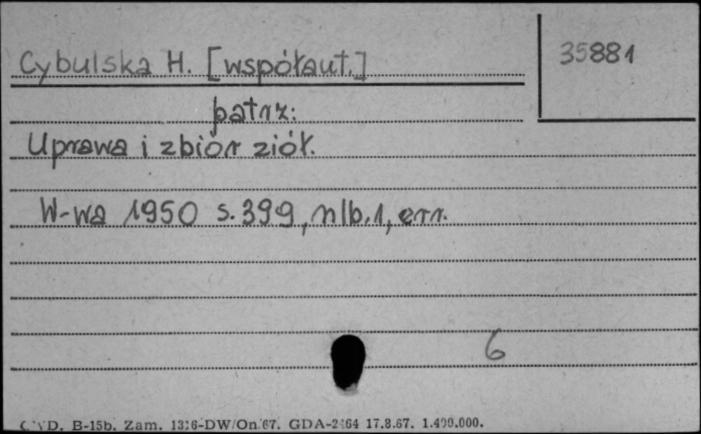 Cybulska H. [współaut.]
35881
patrz:
Uprawa i zbiór ziół.
W-wa 1950 s. 399, nlb. 1, err.
6
D. B-15b. Zam. 1316-DW/On/67. GDA-2164 17.8.67. 1.400.000.